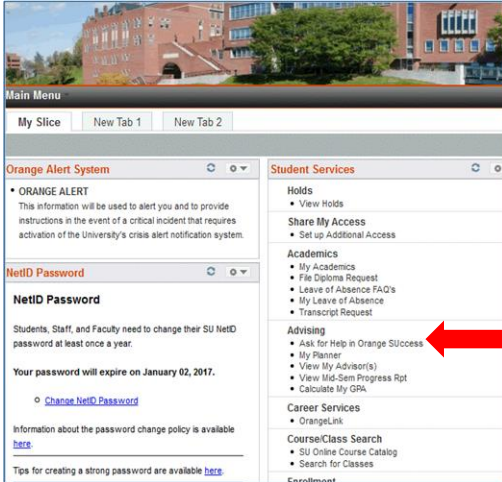 Main Menu
My Slice
New Tab 1
New Tab 2
Orange Alert System
• ORANGE ALERT
This information will be used to alert you and to provide
instructions in the event of a critical incident that requires
activation of the University's crisis alert notification system.
NetID Password
NetID Password
Students, Staff, and Faculty need to change their SU NetID
password at least once a year.
Your password will expire on January 02, 2017.
Change NetID Password
Information about the password change policy is available
here.
Tips for creating a strong password are available here.
Student Services
Holds
• View Holds
Share My Access
• Set up Additional Access
Academics
• My Academics
• File Diploma Request
• Leave of Absence FAQ's
• My Leave of Absence
• Transcript Request
Advising
• Ask for Help in Orange SUccess
• My Planner
• View My Advisor(s)
• View Mid-Sem Progress Rpt
• Calculate My GPA
Career Services
• OrangeLink
Course/Class Search
• SU Online Course Catalog
• Search for Classes
Enrollment